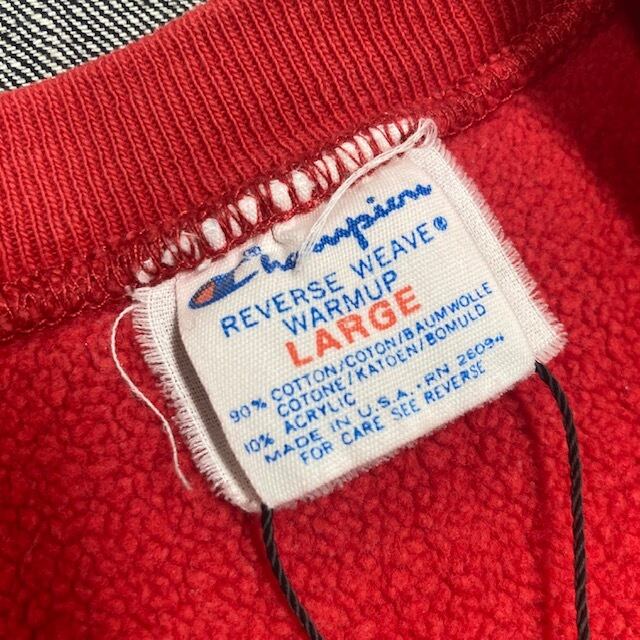 Champion
REVERSE WEAVE®
WARMUP
LARGE
90% COTTON/COTON/BAUMWOLLE
COTONE/KATOEN/BOMULD
10% ACRYLIC
MADE IN U.S.A. RN 26094
FOR CARE SEE REVERSE